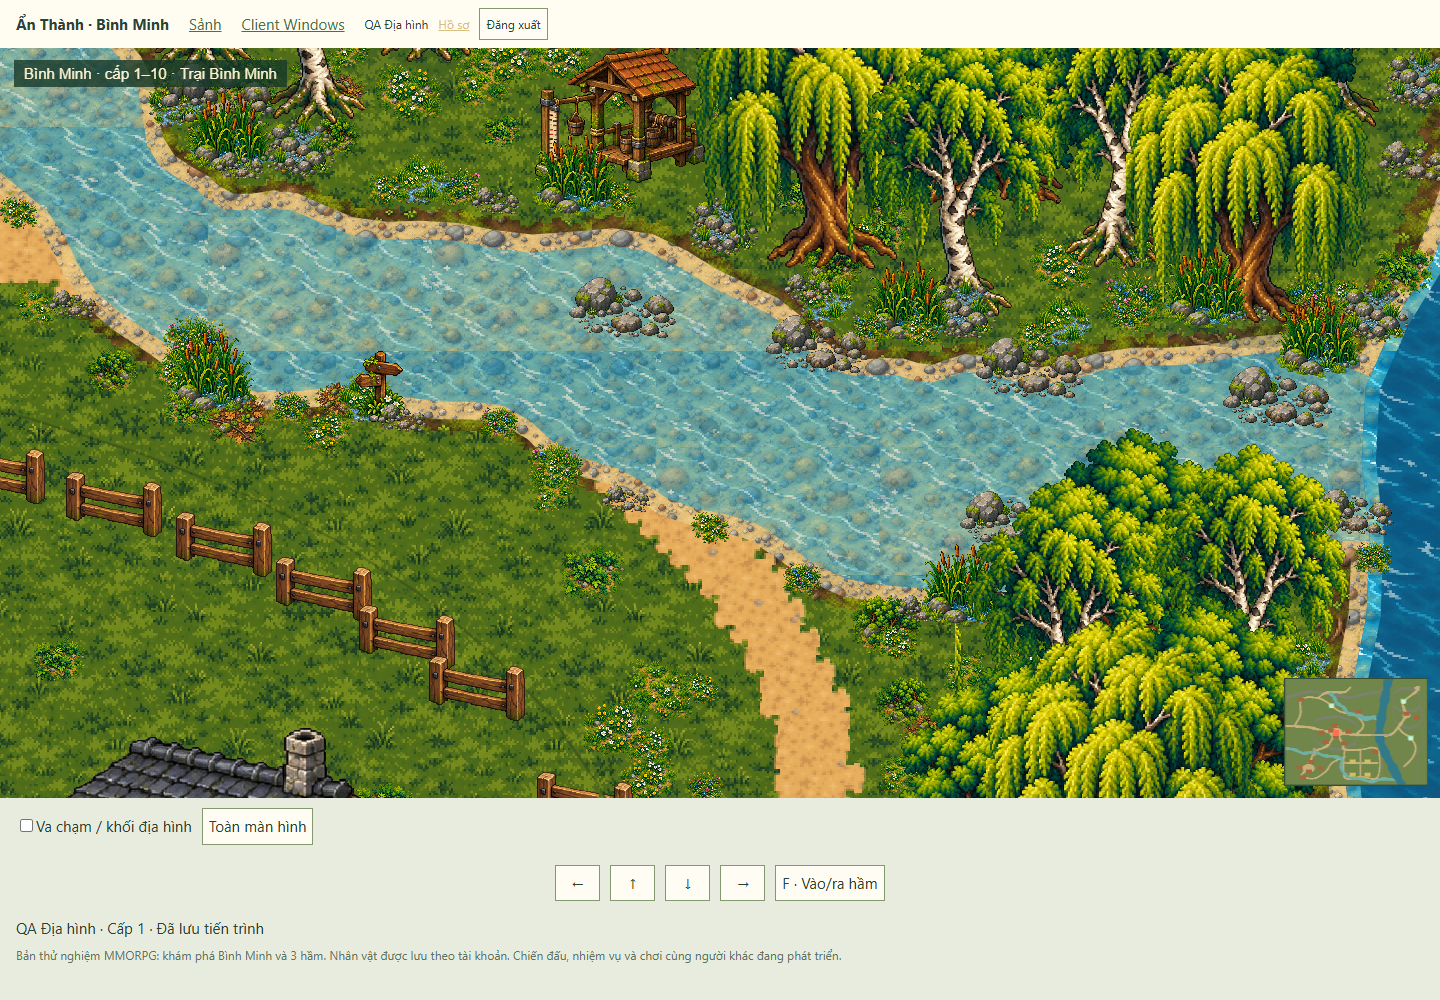 Ẩn Thành · Bình Minh Sảnh Client Windows QA Địa hình Hồ sơ Đăng xuất
Bình Minh · cấp 1–10 · Trại Bình Minh
Va chạm / khối địa hình Toàn màn hình
← ↑ ↓ → F · Vào/ra hầm
QA Địa hình · Cấp 1 · Đã lưu tiến trình
Bản thử nghiệm MMORPG: khám phá Bình Minh và 3 hầm. Nhân vật được lưu theo tài khoản. Chiến đấu, nhiệm vụ và chơi cùng người khác đang phát triển.